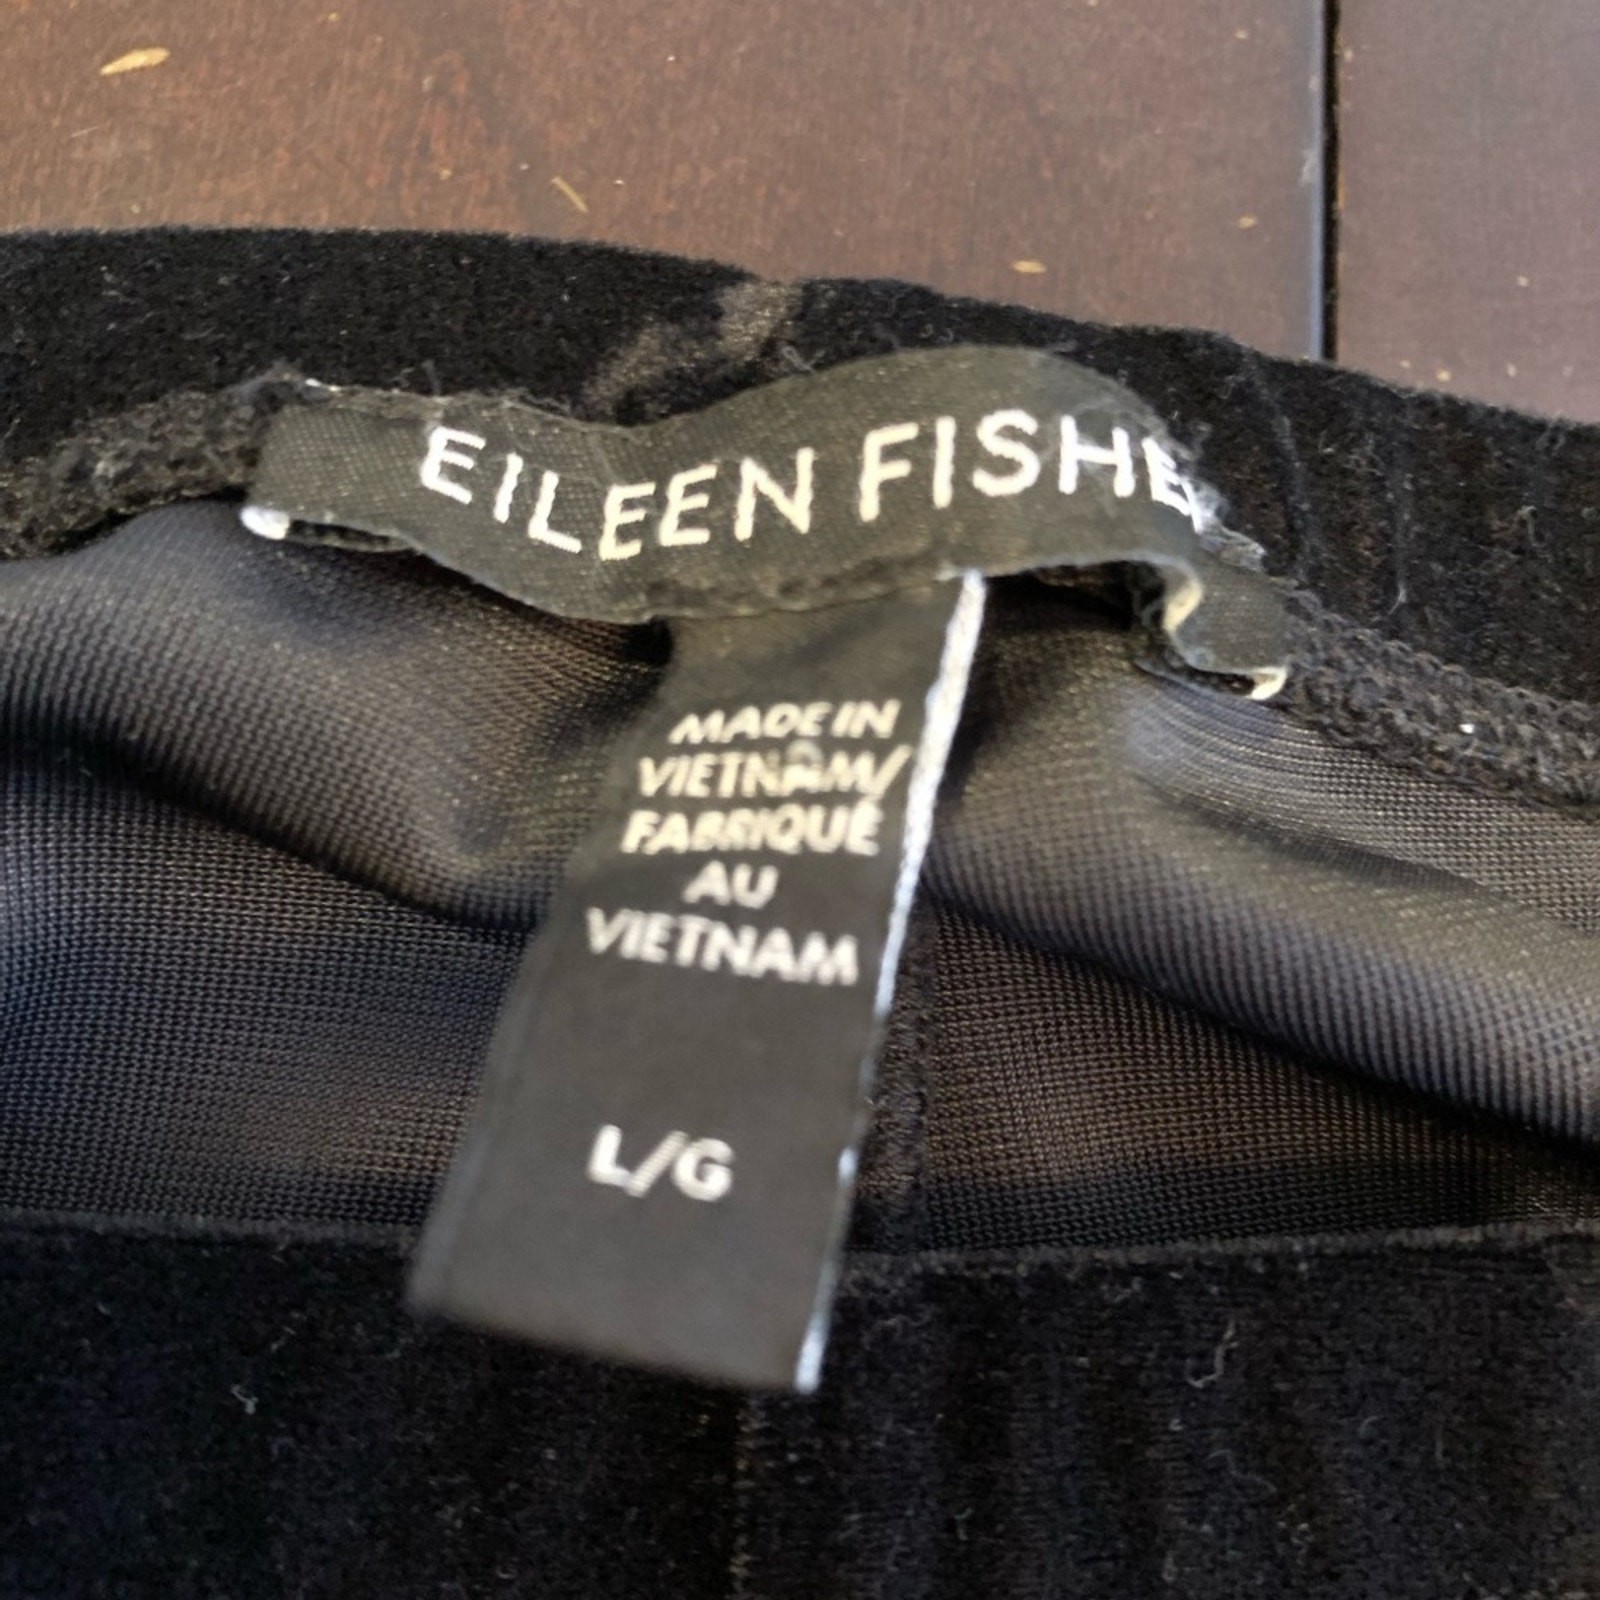 EILEEN FISHE
MADE IN
VIETNAM/
FABRIQUÉ
AU
VIETNAM
L/G